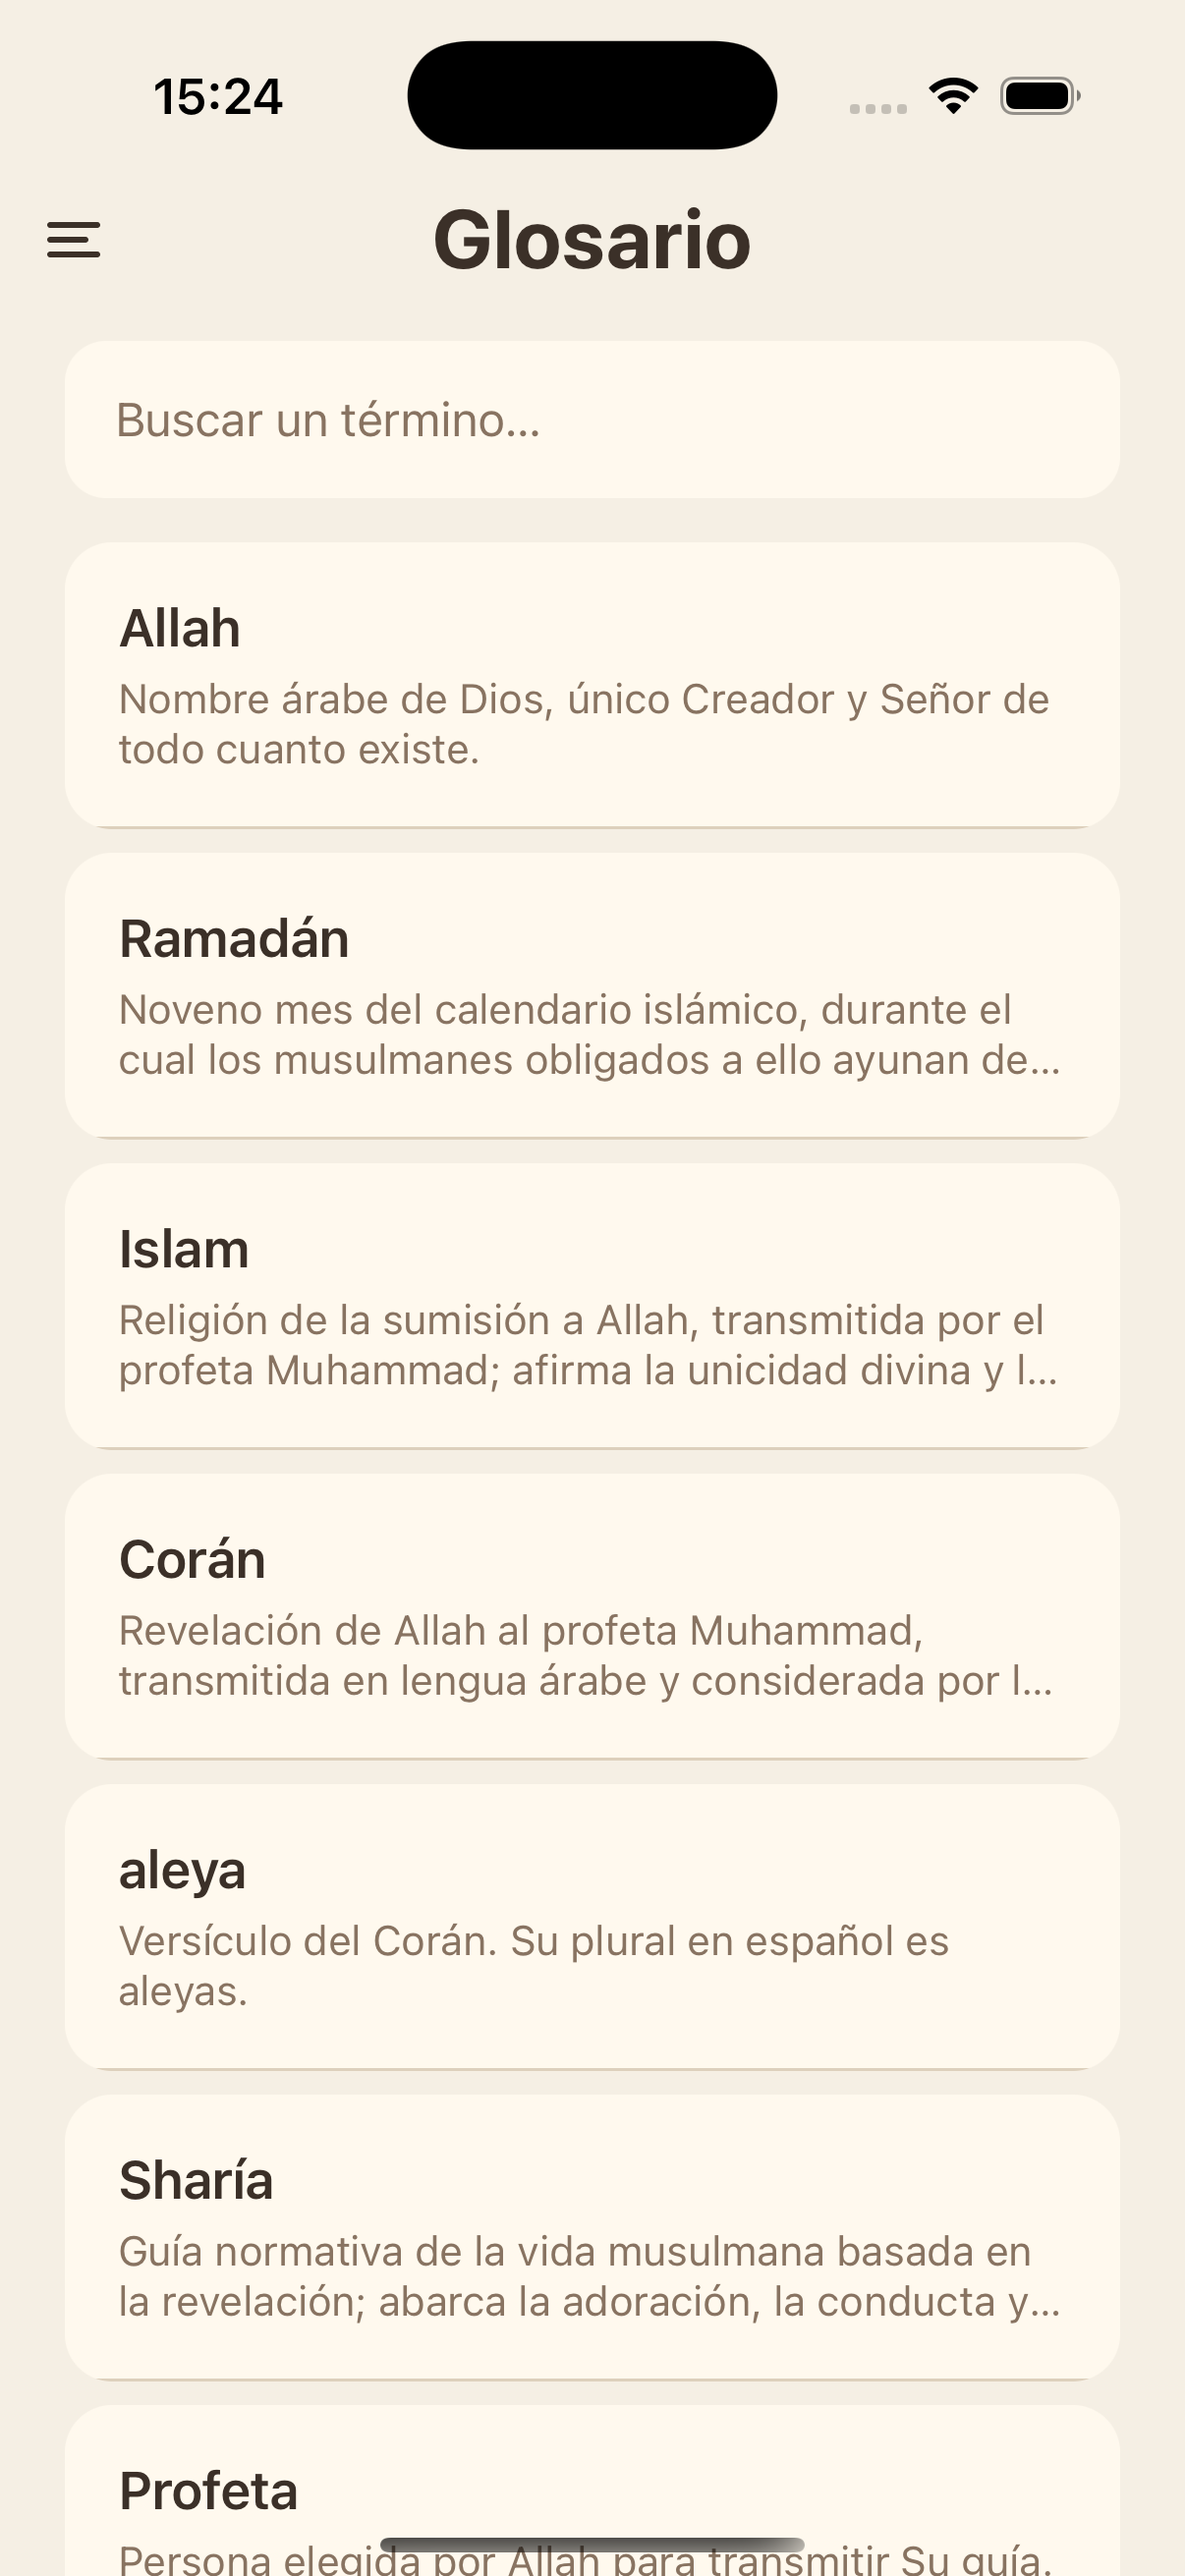 15:24
Glosario
Buscar un término...
Allah
Nombre árabe de Dios, único Creador y Señor de
todo cuanto existe.
Ramadán
Noveno mes del calendario islámico, durante el
cual los musulmanes obligados a ello ayunan de...
Islam
Religión de la sumisión a Allah, transmitida por el
profeta Muhammad; afirma la unicidad divina y l...
Corán
Revelación de Allah al profeta Muhammad,
transmitida en lengua árabe y considerada por l...
aleya
Versículo del Corán. Su plural en español es
aleyas.
Sharía
Guía normativa de la vida musulmana basada en
la revelación; abarca la adoración, la conducta y...
Profeta
Persona elegida por Allah para transmitir Su guía.